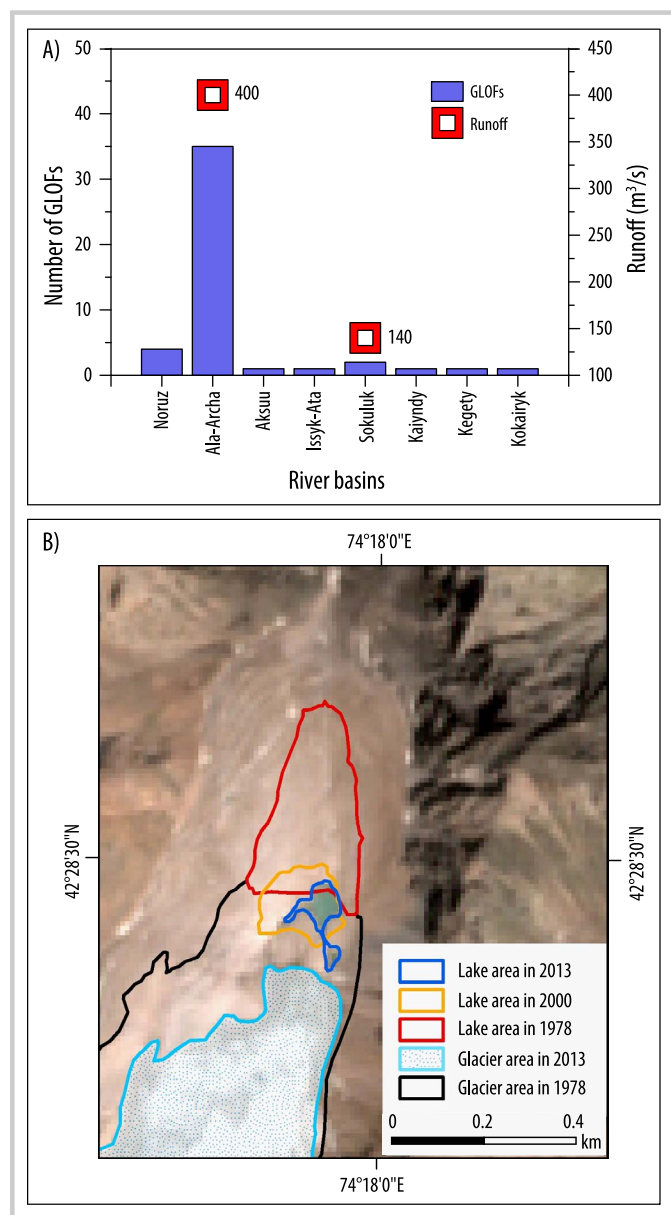 A)
50
40
30
20
10
0
Number of GLOFs
450
400
350
300
250
200
150
100
Runoff (m³/s)
GLOFs
Runoff
400
140
Noruz
Ala-Archa
Aksuu
Issyk-Ata
Sokuluk
Kaiyndy
Kegety
Kokairyk
River basins
B)
74°18'0"E
42°28'30"N
42°28'30"N
Lake area in 2013
Lake area in 2000
Lake area in 1978
Glacier area in 2013
Glacier area in 1978
0 0.2 0.4
km
74°18'0"E